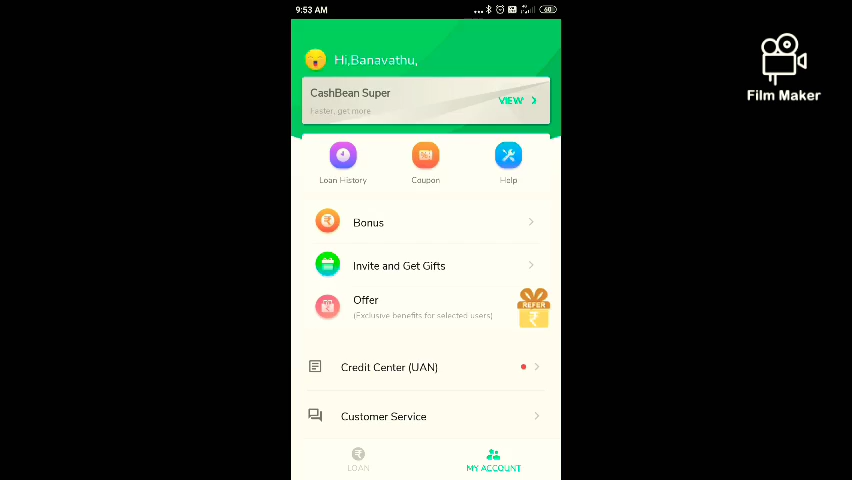 9:53 AM
60
Hi,Banavathu,
CashBean Super
Faster, get more
VIEW
Loan History
Coupon
Help
Bonus
Invite and Get Gifts
Offer
(Exclusive benefits for selected users)
REFER
₹
Credit Center (UAN)
Customer Service
LOAN
MY ACCOUNT
Film Maker